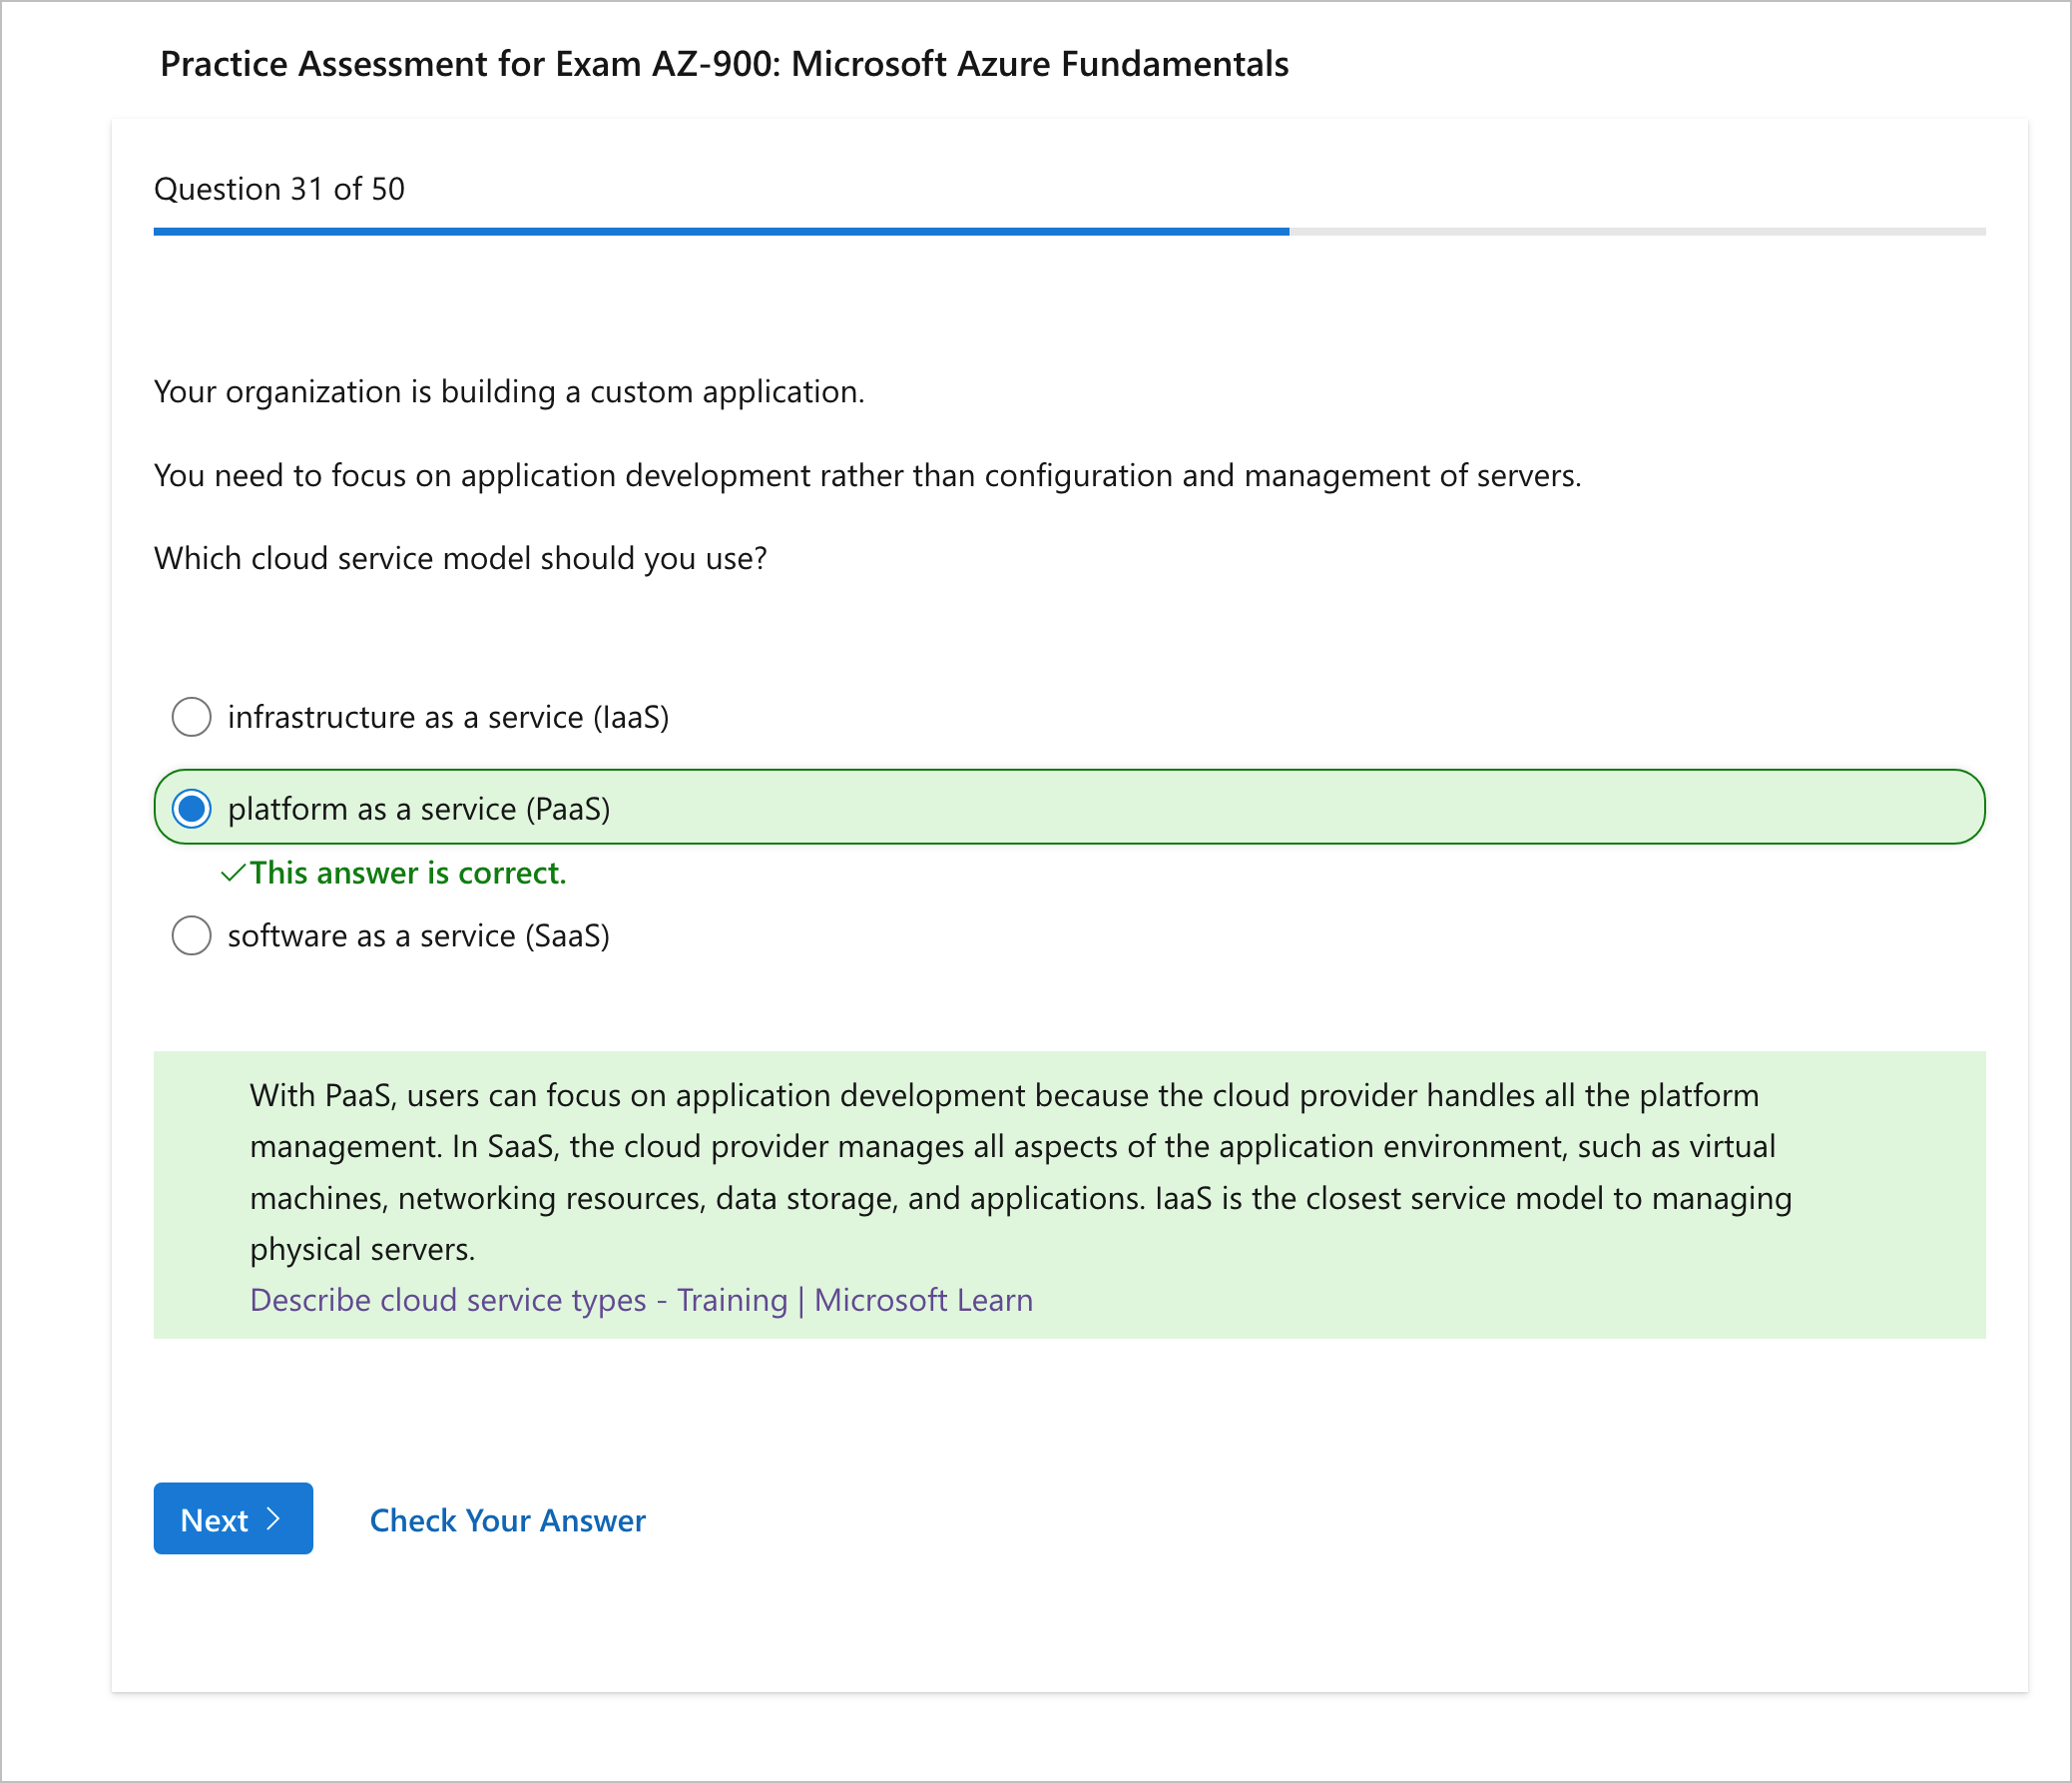 Practice Assessment for Exam AZ-900: Microsoft Azure Fundamentals
Question 31 of 50
Your organization is building a custom application.
You need to focus on application development rather than configuration and management of servers.
Which cloud service model should you use?
infrastructure as a service (IaaS)
platform as a service (PaaS)
This answer is correct.
software as a service (SaaS)
With PaaS, users can focus on application development because the cloud provider handles all the platform
management. In SaaS, the cloud provider manages all aspects of the application environment, such as virtual
machines, networking resources, data storage, and applications. IaaS is the closest service model to managing
physical servers.
Describe cloud service types - Training | Microsoft Learn
Next
Check Your Answer